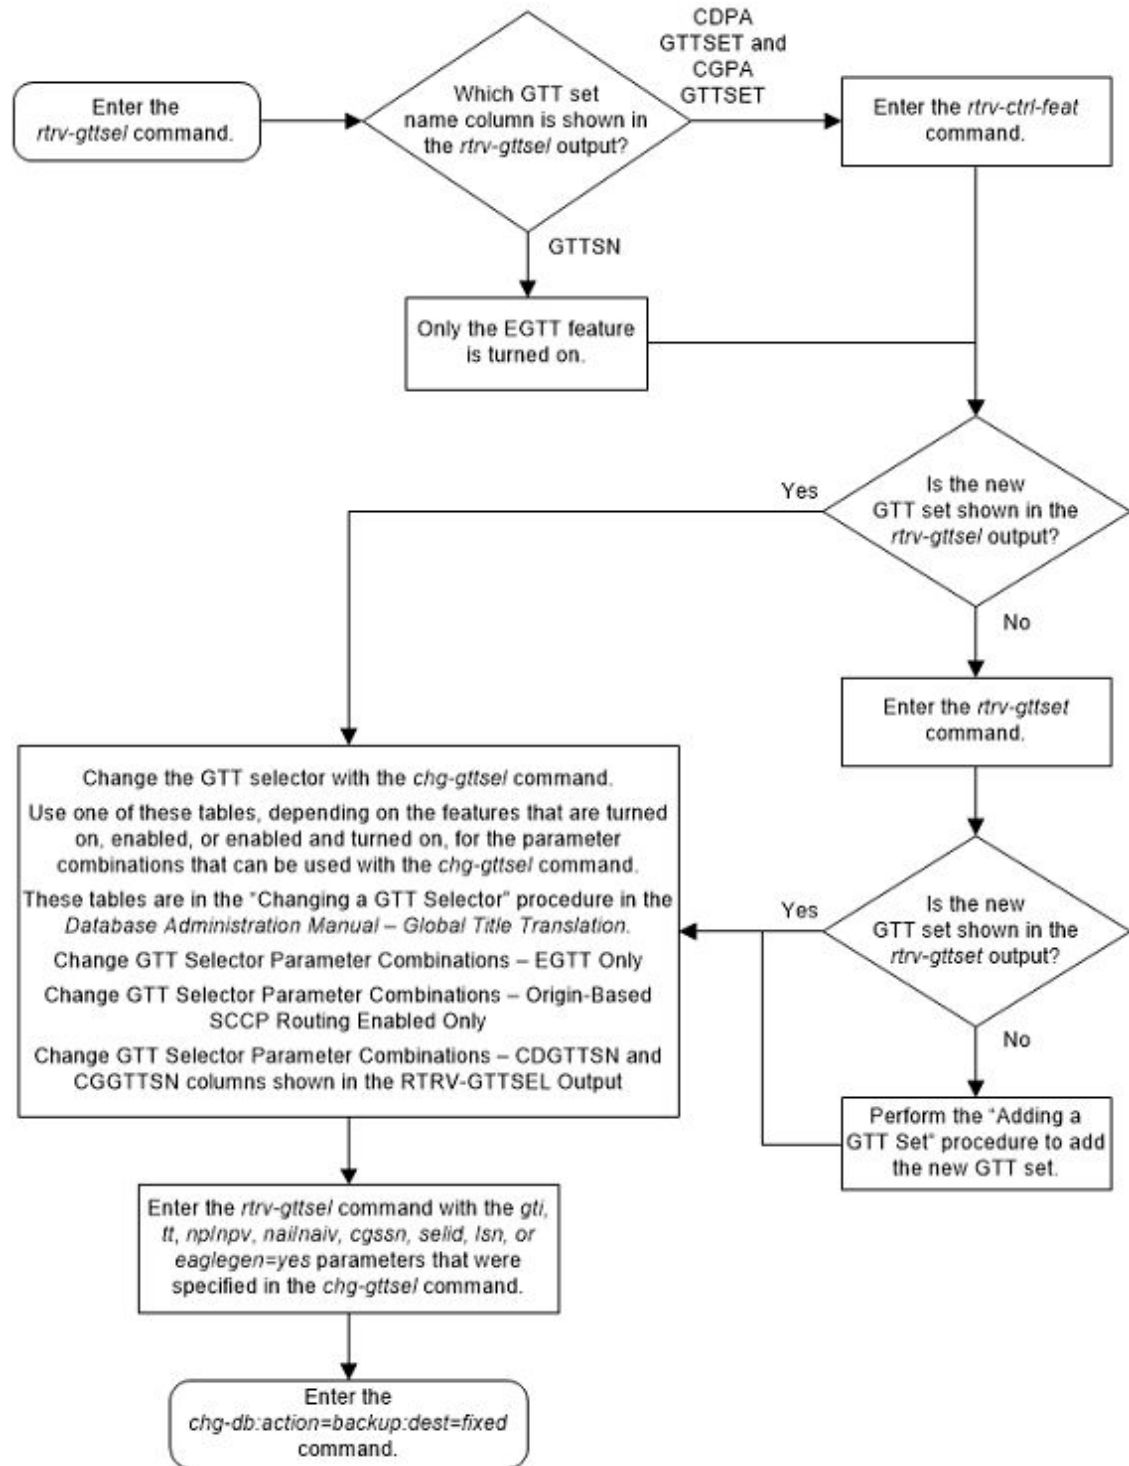 Enter the
rtrv-gttsel command.
Which GTT set
name column is shown in
the rtrv-gttsel output?
CDPA
GTTSET and
CGPA
GTTSET
Enter the rtrv-ctrl-feat
command.
GTTSN
Only the EGTT feature
is turned on.
Is the new
GTT set shown in the
rtrv-gttsel output?
Yes
No
Enter the rtrv-gttset
command.
Is the new
GTT set shown in the
rtrv-gttset output?
Yes
No
Perform the “Adding a
GTT Set” procedure to add
the new GTT set.
Change the GTT selector with the chg-gttsel command.
Use one of these tables, depending on the features that are turned
on, enabled, or enabled and turned on, for the parameter
combinations that can be used with the chg-gttsel command.
These tables are in the “Changing a GTT Selector” procedure in the
Database Administration Manual – Global Title Translation.
Change GTT Selector Parameter Combinations – EGTT Only
Change GTT Selector Parameter Combinations – Origin-Based
SCCP Routing Enabled Only
Change GTT Selector Parameter Combinations – CDGTTSN and
CGGTTSN columns shown in the RTRV-GTTSEL Output
Enter the rtrv-gttsel command with the gti,
tt, np/npv, nai/naiv, cgssn, selid, lsn, or
eaglegen=yes parameters that were
specified in the chg-gttsel command.
Enter the
chg-db:action=backup:dest=fixed
command.